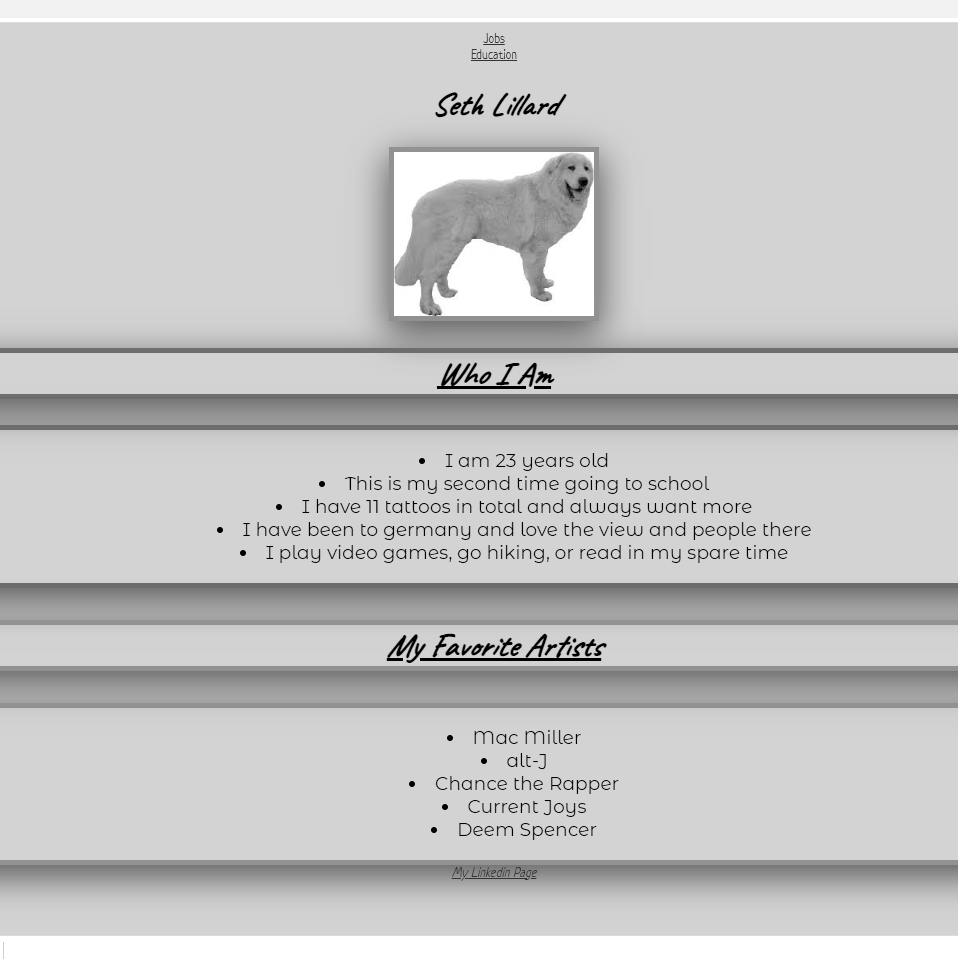 Jobs
Education
Seth Lillard
Who I Am
I am 23 years old
This is my second time going to school
I have 11 tattoos in total and always want more
I have been to germany and love the view and people there
I play video games, go hiking, or read in my spare time
My Favorite Artists
Mac Miller
alt-J
Chance the Rapper
Current Joys
Deem Spencer
My Linkedin Page